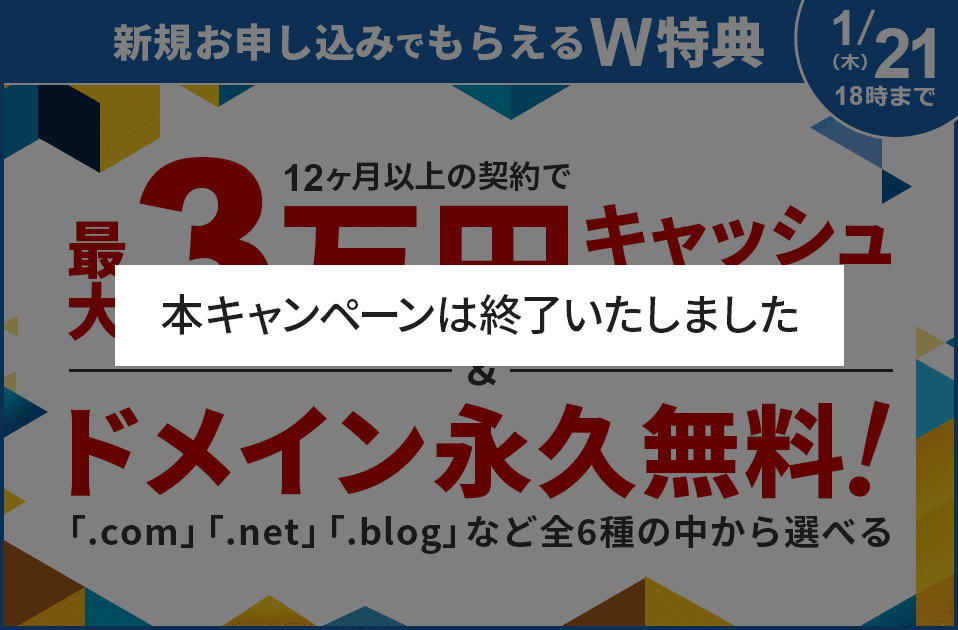 新規お申し込みでもらえるW特典
1/21
(木)
18時まで
12ヶ月以上の契約で
最大3万円キャッシュ
本キャンペーンは終了いたしました
&
ドメイン永久無料!
「.com」「.net」「.blog」など全6種の中から選べる